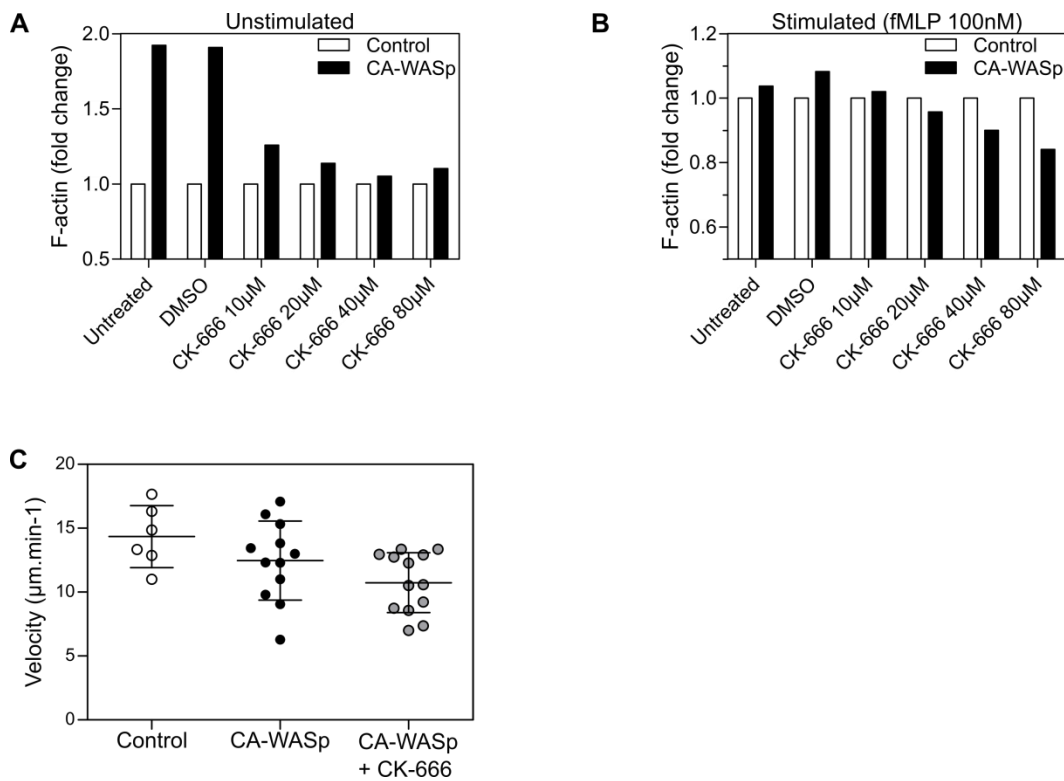 A
Unstimulated
F-actin (fold change)
2.0
1.5
1.0
0.5
Control
CA-WASp
Untreated
DMSO
CK-666 10µM
CK-666 20µM
CK-666 40µM
CK-666 80µM
B
Stimulated (fMLP 100nM)
F-actin (fold change)
1.2
1.0
0.8
0.6
Control
CA-WASp
Untreated
DMSO
CK-666 10µM
CK-666 20µM
CK-666 40µM
CK-666 80µM
C
Velocity (µm.min-1)
20
15
10
5
0
Control
CA-WASp
CA-WASp
+ CK-666